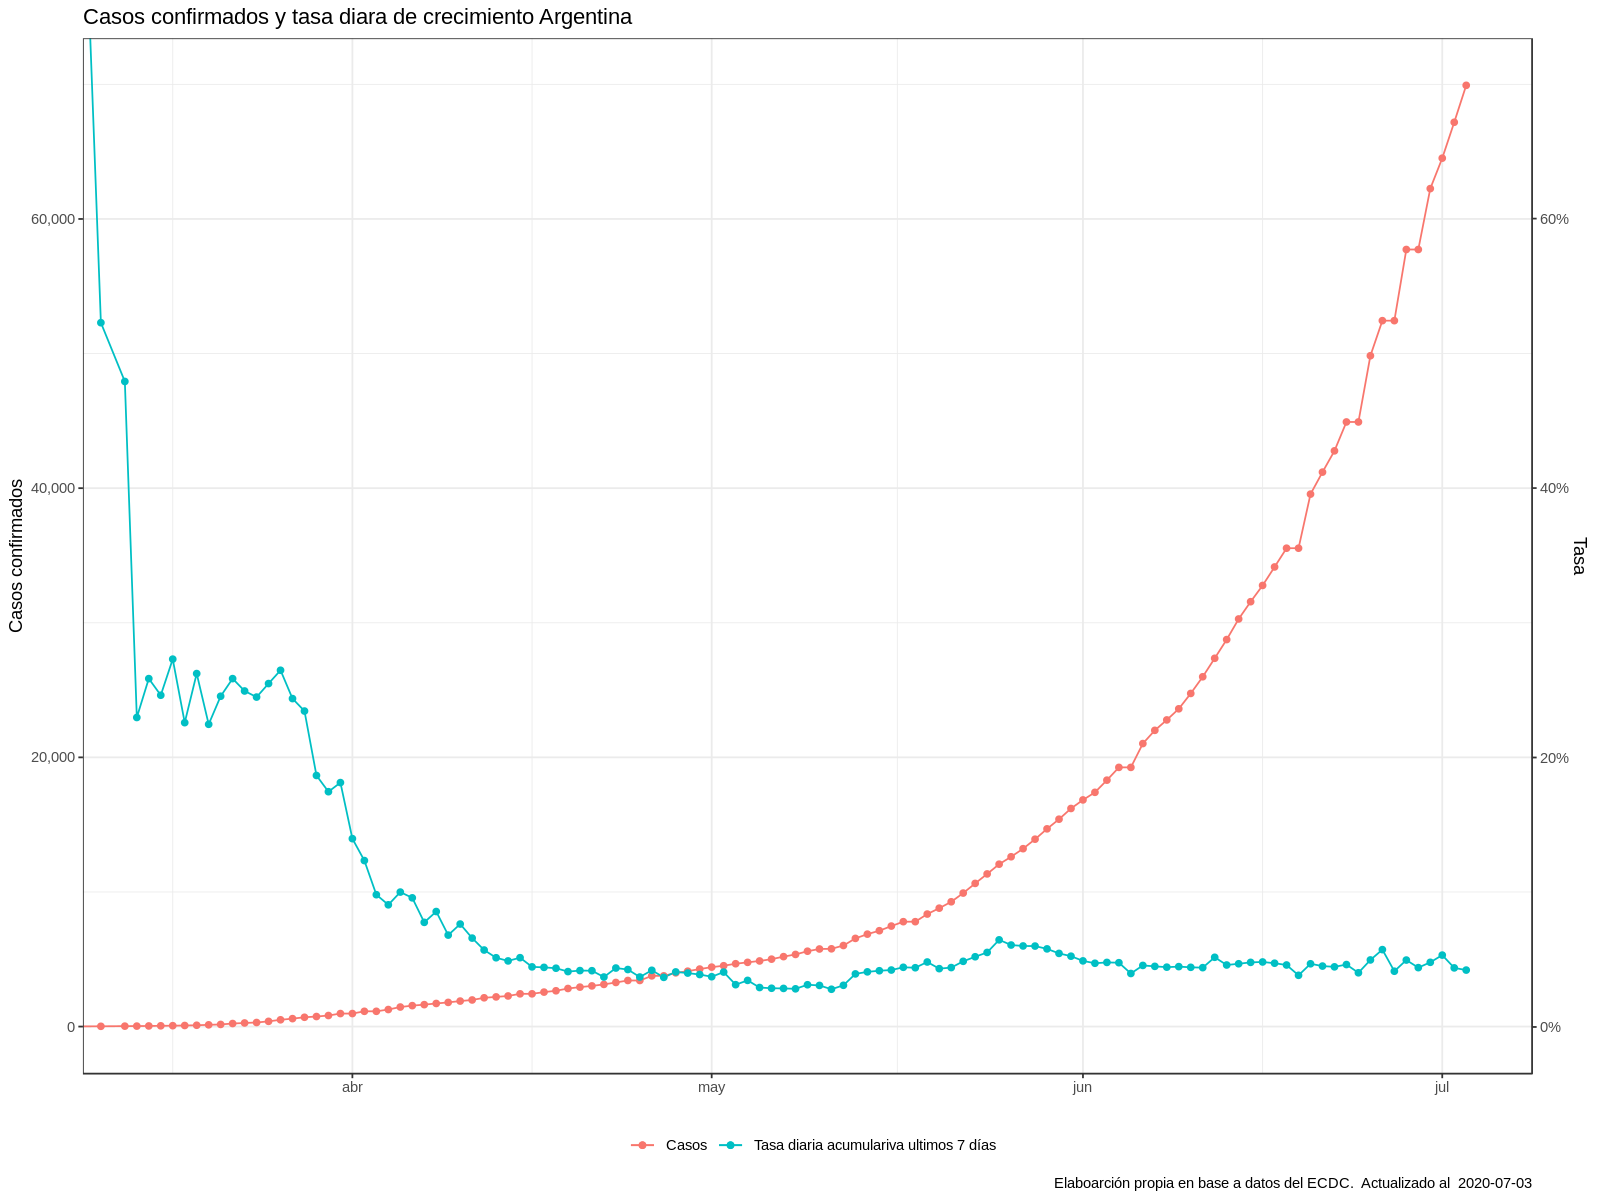 Casos confirmados y tasa diara de crecimiento Argentina
Casos confirmados
60,000
40,000
20,000
0
60%
40%
20%
0%
Tasa
abr
may
jun
jul
Casos
Tasa diaria acumulariva ultimos 7 días
Elaboarción propia en base a datos del ECDC.  Actualizado al  2020-07-03